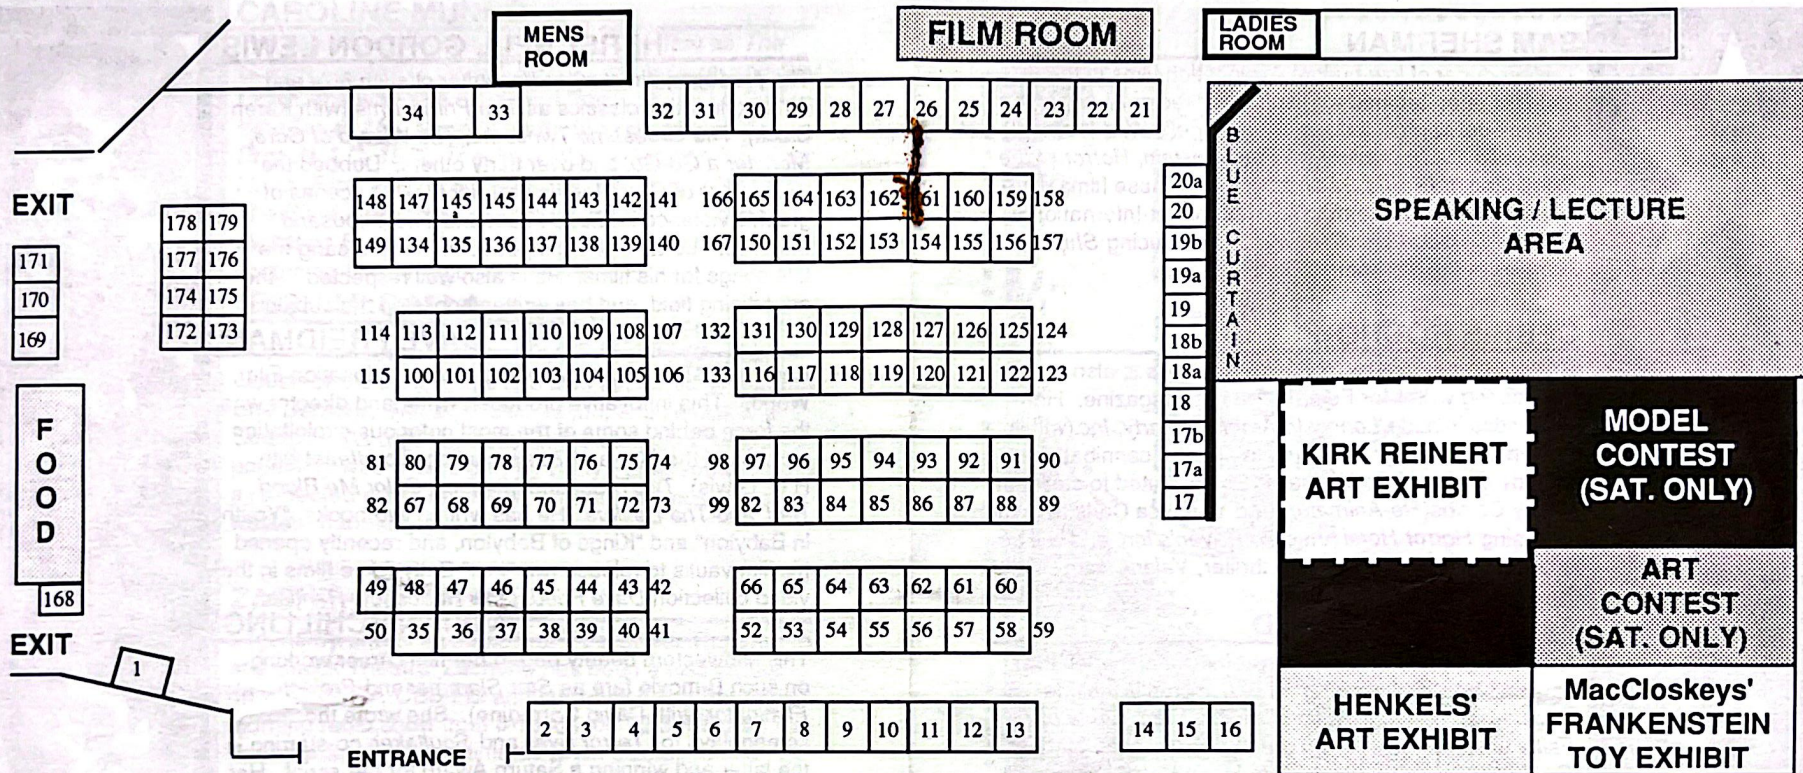 MENS
ROOM
FILM ROOM
LADIES
ROOM
34 33
32 31 30 29 28 27 26 25 24 23 22 21
EXIT
178 179
177 176
174 175
172 173
171
170
169
148 147 145 145 144 143 142 141
149 134 135 136 137 138 139 140
166 165 164 163 162 161 160 159 158
167 150 151 152 153 154 155 156 157
114 113 112 111 110 109 108 107
115 100 101 102 103 104 105 106
132 131 130 129 128 127 126 125 124
133 116 117 118 119 120 121 122 123
81 80 79 78 77 76 75 74
82 67 68 69 70 71 72 73
98 97 96 95 94 93 92 91 90
99 82 83 84 85 86 87 88 89
49 48 47 46 45 44 43 42
50 35 36 37 38 39 40 41
66 65 64 63 62 61 60
52 53 54 55 56 57 58 59
FOOD
168
EXIT
1
ENTRANCE
2 3 4 5 6 7 8 9 10 11 12 13
14 15 16
20a
20
19b
19a
19
18b
18a
18
17b
17a
17
BLUE CURTAIN
SPEAKING / LECTURE
AREA
KIRK REINERT
ART EXHIBIT
MODEL
CONTEST
(SAT. ONLY)
ART
CONTEST
(SAT. ONLY)
HENKELS'
ART EXHIBIT
MacCloskeys'
FRANKENSTEIN
TOY EXHIBIT